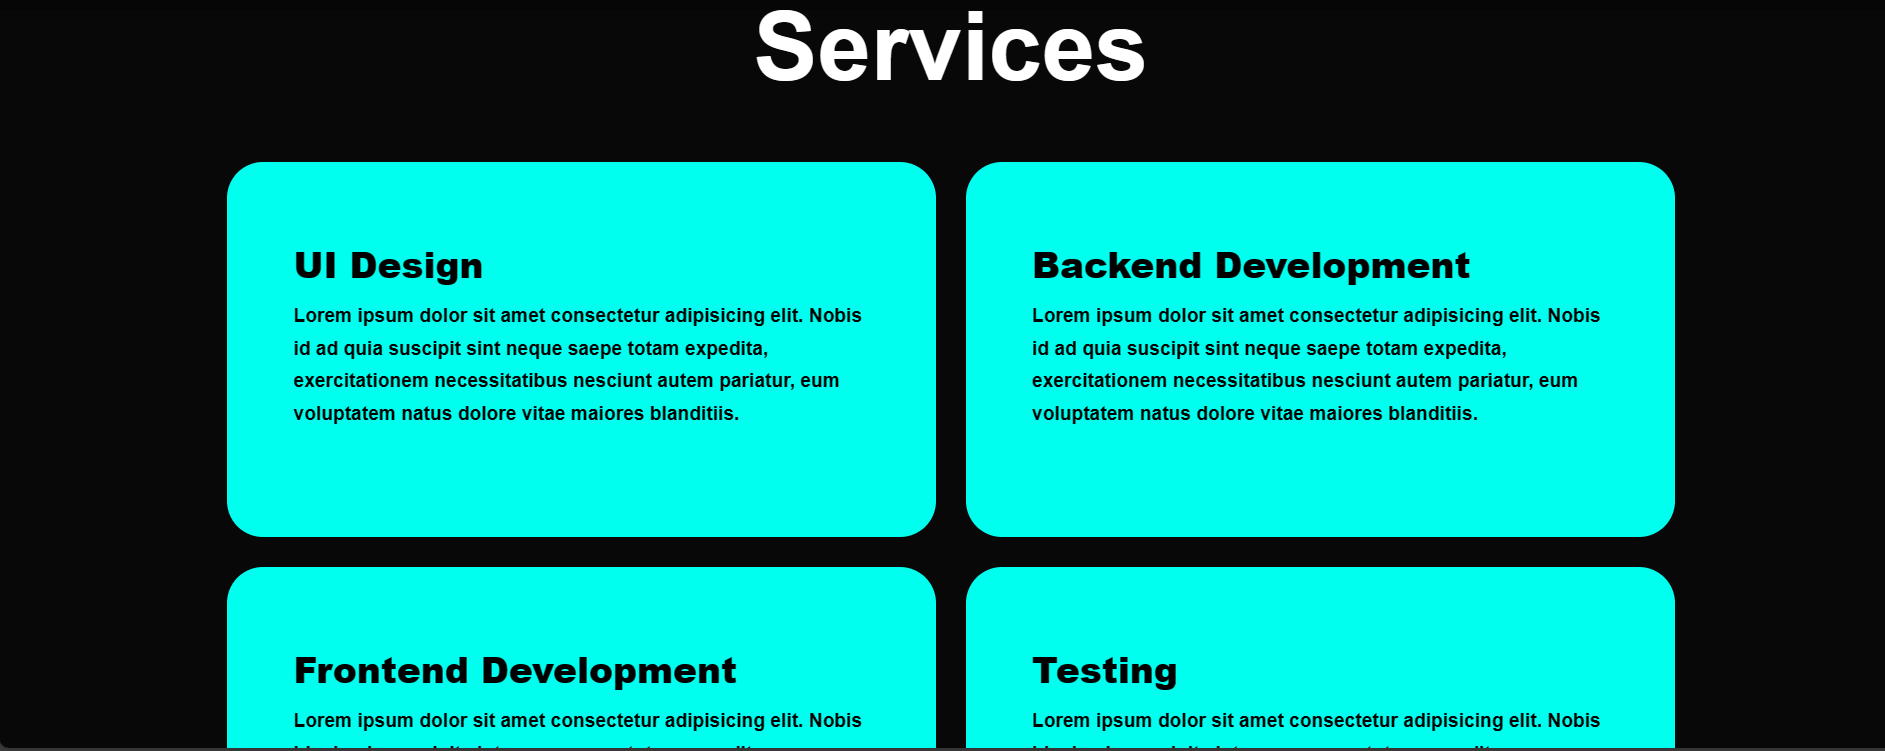 Services
UI Design
Lorem ipsum dolor sit amet consectetur adipisicing elit. Nobis
id ad quia suscipit sint neque saepe totam expedita,
exercitationem necessitatibus nesciunt autem pariatur, eum
voluptatem natus dolore vitae maiores blanditiis.
Backend Development
Lorem ipsum dolor sit amet consectetur adipisicing elit. Nobis
id ad quia suscipit sint neque saepe totam expedita,
exercitationem necessitatibus nesciunt autem pariatur, eum
voluptatem natus dolore vitae maiores blanditiis.
Frontend Development
Lorem ipsum dolor sit amet consectetur adipisicing elit. Nobis
Testing
Lorem ipsum dolor sit amet consectetur adipisicing elit. Nobis